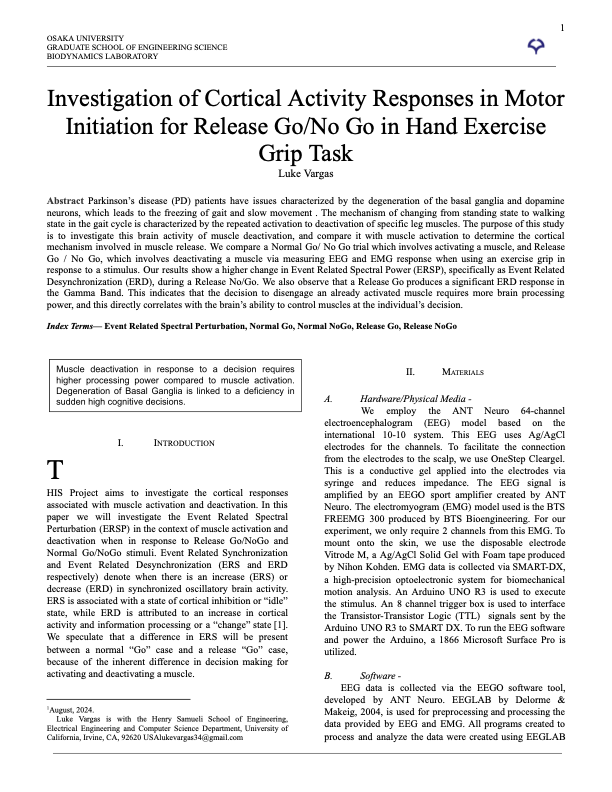 1
OSAKA UNIVERSITY
GRADUATE SCHOOL OF ENGINEERING SCIENCE
BIODYNAMICS LABORATORY
Investigation of Cortical Activity Responses in Motor
Initiation for Release Go/No Go in Hand Exercise
Grip Task
Luke Vargas
Abstract Parkinson's disease (PD) patients have issues characterized by the degeneration of the basal ganglia and dopamine
neurons, which leads to the freezing of gait and slow movement . The mechanism of changing from standing state to walking
state in the gait cycle is characterized by the repeated activation to deactivation of specific leg muscles. The purpose of this study
is to investigate this brain activity of muscle deactivation, and compare it with muscle activation to determine the cortical
mechanism involved in muscle release. We compare a Normal Go/ No Go trial which involves activating a muscle, and Release
Go / No Go, which involves deactivating a muscle via measuring EEG and EMG response when using an exercise grip in
response to a stimulus. Our results show a higher change in Event Related Spectral Power (ERSP), specifically as Event Related
Desynchronization (ERD), during a Release No/Go. We also observe that a Release Go produces a significant ERD response in
the Gamma Band. This indicates that the decision to disengage an already activated muscle requires more brain processing
power, and this directly correlates with the brain's ability to control muscles at the individual's decision.
Index Terms— Event Related Spectral Perturbation, Normal Go, Normal NoGo, Release Go, Release NoGo
Muscle deactivation in response to a decision requires
higher processing power compared to muscle activation.
Degeneration of Basal Ganglia is linked to a deficiency in
sudden high cognitive decisions.
I. INTRODUCTION
T
HIS Project aims to investigate the cortical responses
associated with muscle activation and deactivation. In this
paper we will investigate the Event Related Spectral
Perturbation (ERSP) in the context of muscle activation and
deactivation when in response to Release Go/NoGo and
Normal Go/NoGo stimuli. Event Related Synchronization
and Event Related Desynchronization (ERS and ERD
respectively) denote when there is an increase (ERS) or
decrease (ERD) in synchronized oscillatory brain activity.
ERS is associated with a state of cortical inhibition or “idle”
state, while ERD is attributed to an increase in cortical
activity and information processing or a “change” state [1].
We speculate that a difference in ERS will be present
between a normal “Go” case and a release “Go” case,
because of the inherent difference in decision making for
activating and deactivating a muscle.
1August, 2024.
Luke Vargas is with the Henry Samueli School of Engineering,
Electrical Engineering and Computer Science Department, University of
California, Irvine, CA, 92620 USAlukevargas34@gmail.com
II. MATERIALS
A. Hardware/Physical Media -
We employ the ANT Neuro 64-channel
electroencephalogram (EEG) model based on the
international 10-10 system. This EEG uses Ag/AgCl
electrodes for the channels. To facilitate the connection
from the electrodes to the scalp, we use OneStep Cleargel.
This is a conductive gel applied into the electrodes via
syringe and reduces impedance. The EEG signal is
amplified by an EEGO sport amplifier created by ANT
Neuro. The electromyogram (EMG) model used is the BTS
FREEMG 300 produced by BTS Bioengineering. For our
experiment, we only require 2 channels from this EMG. To
mount onto the skin, we use the disposable electrode
Vitrode M, a Ag/AgCl Solid Gel with Foam tape produced
by Nihon Kohden. EMG data is collected via SMART-DX,
a high-precision optoelectronic system for biomechanical
motion analysis. An Arduino UNO R3 is used to execute
the stimulus. An 8 channel trigger box is used to interface
the Transistor-Transistor Logic (TTL) signals sent by the
Arduino UNO R3 to SMART DX. To run the EEG software
and power the Arduino, a 1866 Microsoft Surface Pro is
utilized.
B. Software -
EEG data is collected via the EEGO software tool,
developed by ANT Neuro. EEGLAB by Delorme &
Makeig, 2004, is used for preprocessing and processing the
data provided by EEG and EMG. All programs created to
process and analyze the data were created using EEGLAB